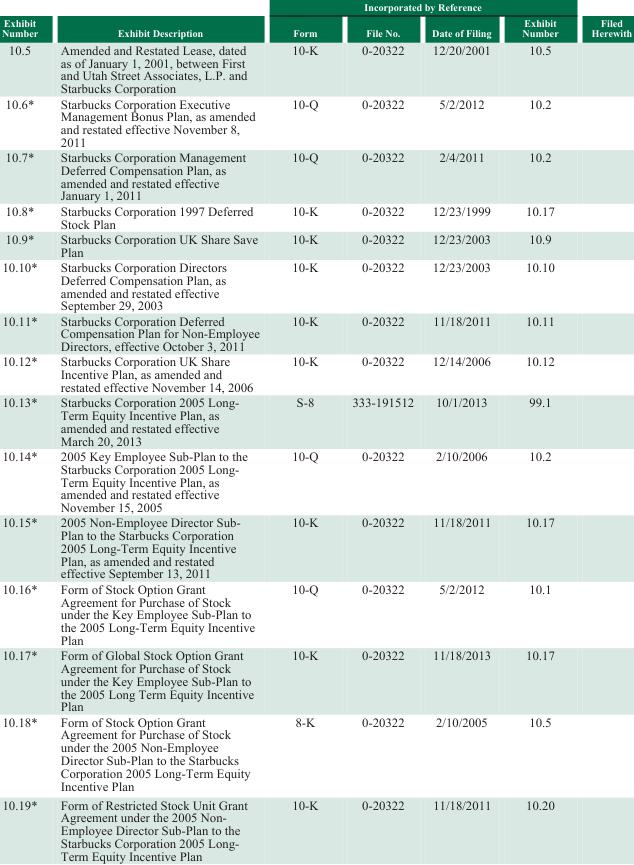 Incorporated by Reference
Exhibit Number Exhibit Description Form File No. Date of Filing Exhibit Number Filed Herewith
10.5 Amended and Restated Lease, dated 10-K 0-20322 12/20/2001 10.5
as of January 1, 2001, between First
and Utah Street Associates, L.P. and
Starbucks Corporation
10.6* Starbucks Corporation Executive 10-Q 0-20322 5/2/2012 10.2
Management Bonus Plan, as amended
and restated effective November 8,
2011
10.7* Starbucks Corporation Management 10-Q 0-20322 2/4/2011 10.2
Deferred Compensation Plan, as
amended and restated effective
January 1, 2011
10.8* Starbucks Corporation 1997 Deferred 10-K 0-20322 12/23/1999 10.17
Stock Plan
10.9* Starbucks Corporation UK Share Save 10-K 0-20322 12/23/2003 10.9
Plan
10.10* Starbucks Corporation Directors 10-K 0-20322 12/23/2003 10.10
Deferred Compensation Plan, as
amended and restated effective
September 29, 2003
10.11* Starbucks Corporation Deferred 10-K 0-20322 11/18/2011 10.11
Compensation Plan for Non-Employee
Directors, effective October 3, 2011
10.12* Starbucks Corporation UK Share 10-K 0-20322 12/14/2006 10.12
Incentive Plan, as amended and
restated effective November 14, 2006
10.13* Starbucks Corporation 2005 Long- S-8 333-191512 10/1/2013 99.1
Term Equity Incentive Plan, as
amended and restated effective
March 20, 2013
10.14* 2005 Key Employee Sub-Plan to the 10-Q 0-20322 2/10/2006 10.2
Starbucks Corporation 2005 Long-
Term Equity Incentive Plan, as
amended and restated effective
November 15, 2005
10.15* 2005 Non-Employee Director Sub- 10-K 0-20322 11/18/2011 10.17
Plan to the Starbucks Corporation
2005 Long-Term Equity Incentive
Plan, as amended and restated
effective September 13, 2011
10.16* Form of Stock Option Grant 10-Q 0-20322 5/2/2012 10.1
Agreement for Purchase of Stock
under the Key Employee Sub-Plan to
the 2005 Long-Term Equity Incentive
Plan
10.17* Form of Global Stock Option Grant 10-K 0-20322 11/18/2013 10.17
Agreement for Purchase of Stock
under the Key Employee Sub-Plan to
the 2005 Long Term Equity Incentive
Plan
10.18* Form of Stock Option Grant 8-K 0-20322 2/10/2005 10.5
Agreement for Purchase of Stock
under the 2005 Non-Employee
Director Sub-Plan to the Starbucks
Corporation 2005 Long-Term Equity
Incentive Plan
10.19* Form of Restricted Stock Unit Grant 10-K 0-20322 11/18/2011 10.20
Agreement under the 2005 Non-
Employee Director Sub-Plan to the
Starbucks Corporation 2005 Long-
Term Equity Incentive Plan